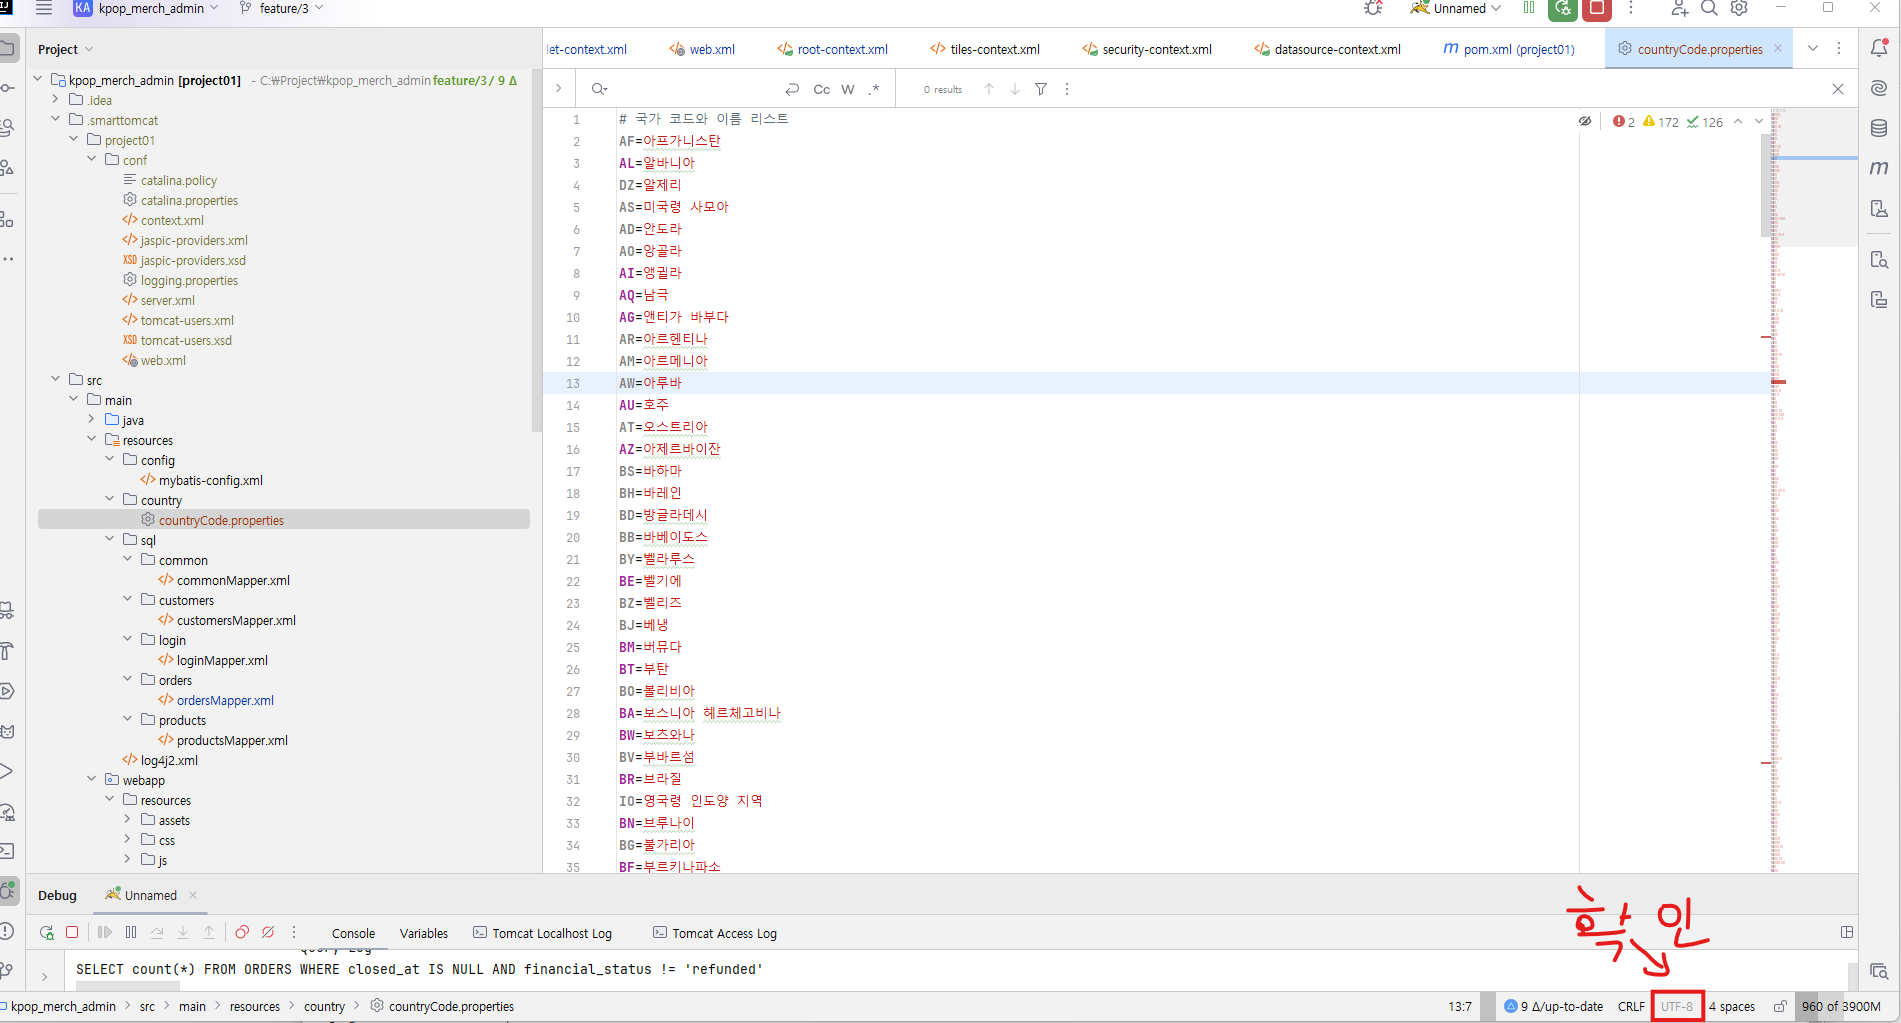 KA kpop_merch_admin feature/3 Unnamed
Project let-context.xml web.xml root-context.xml tiles-context.xml security-context.xml datasource-context.xml pom.xml (project01) countryCode.properties
Cc W .* 0 results
2 172 126
kpop_merch_admin [project01] - C:₩Project₩kpop_merch_admin feature/3 / 9 Δ
.idea
.smarttomcat
project01
conf
catalina.policy
catalina.properties
context.xml
jaspic-providers.xml
jaspic-providers.xsd
logging.properties
server.xml
tomcat-users.xml
tomcat-users.xsd
web.xml
src
main
java
resources
config
mybatis-config.xml
country
countryCode.properties
sql
common
commonMapper.xml
customers
customersMapper.xml
login
loginMapper.xml
orders
ordersMapper.xml
products
productsMapper.xml
log4j2.xml
webapp
resources
assets
css
js
1 # 국가 코드와 이름 리스트
2 AF=아프가니스탄
3 AL=알바니아
4 DZ=알제리
5 AS=미국령 사모아
6 AD=안도라
7 AO=앙골라
8 AI=앵귈라
9 AQ=남극
10 AG=앤티가 바부다
11 AR=아르헨티나
12 AM=아르메니아
13 AW=아루바
14 AU=호주
15 AT=오스트리아
16 AZ=아제르바이잔
17 BS=바하마
18 BH=바레인
19 BD=방글라데시
20 BB=바베이도스
21 BY=벨라루스
22 BE=벨기에
23 BZ=벨리즈
24 BJ=베냉
25 BM=버뮤다
26 BT=부탄
27 BO=볼리비아
28 BA=보스니아 헤르체고비나
29 BW=보츠와나
30 BV=부바르섬
31 BR=브라질
32 IO=영국령 인도양 지역
33 BN=브루나이
34 BG=불가리아
35 BF=부르키나파소
Debug Unnamed
확인
Console Variables Tomcat Localhost Log Tomcat Access Log
SELECT count(*) FROM ORDERS WHERE closed_at IS NULL AND financial_status != 'refunded'
kpop_merch_admin > src > main > resources > country > countryCode.properties 13:7 9 Δ/up-to-date CRLF UTF-8 4 spaces 960 of 3900M